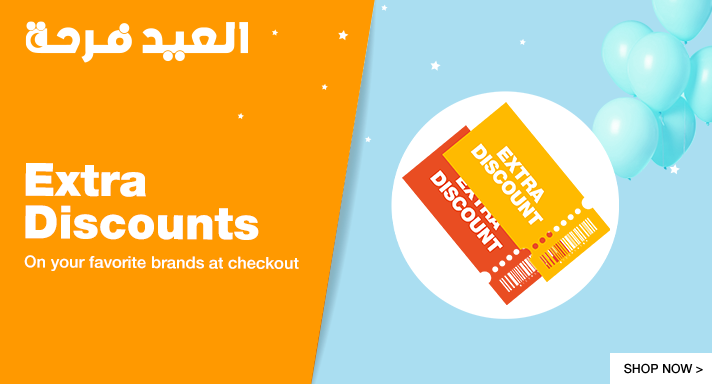 العيد فرحة
Extra
Discounts
On your favorite brands at checkout
EXTRA
DISCOUNT
EXTRA
DISCOUNT
SHOP NOW >